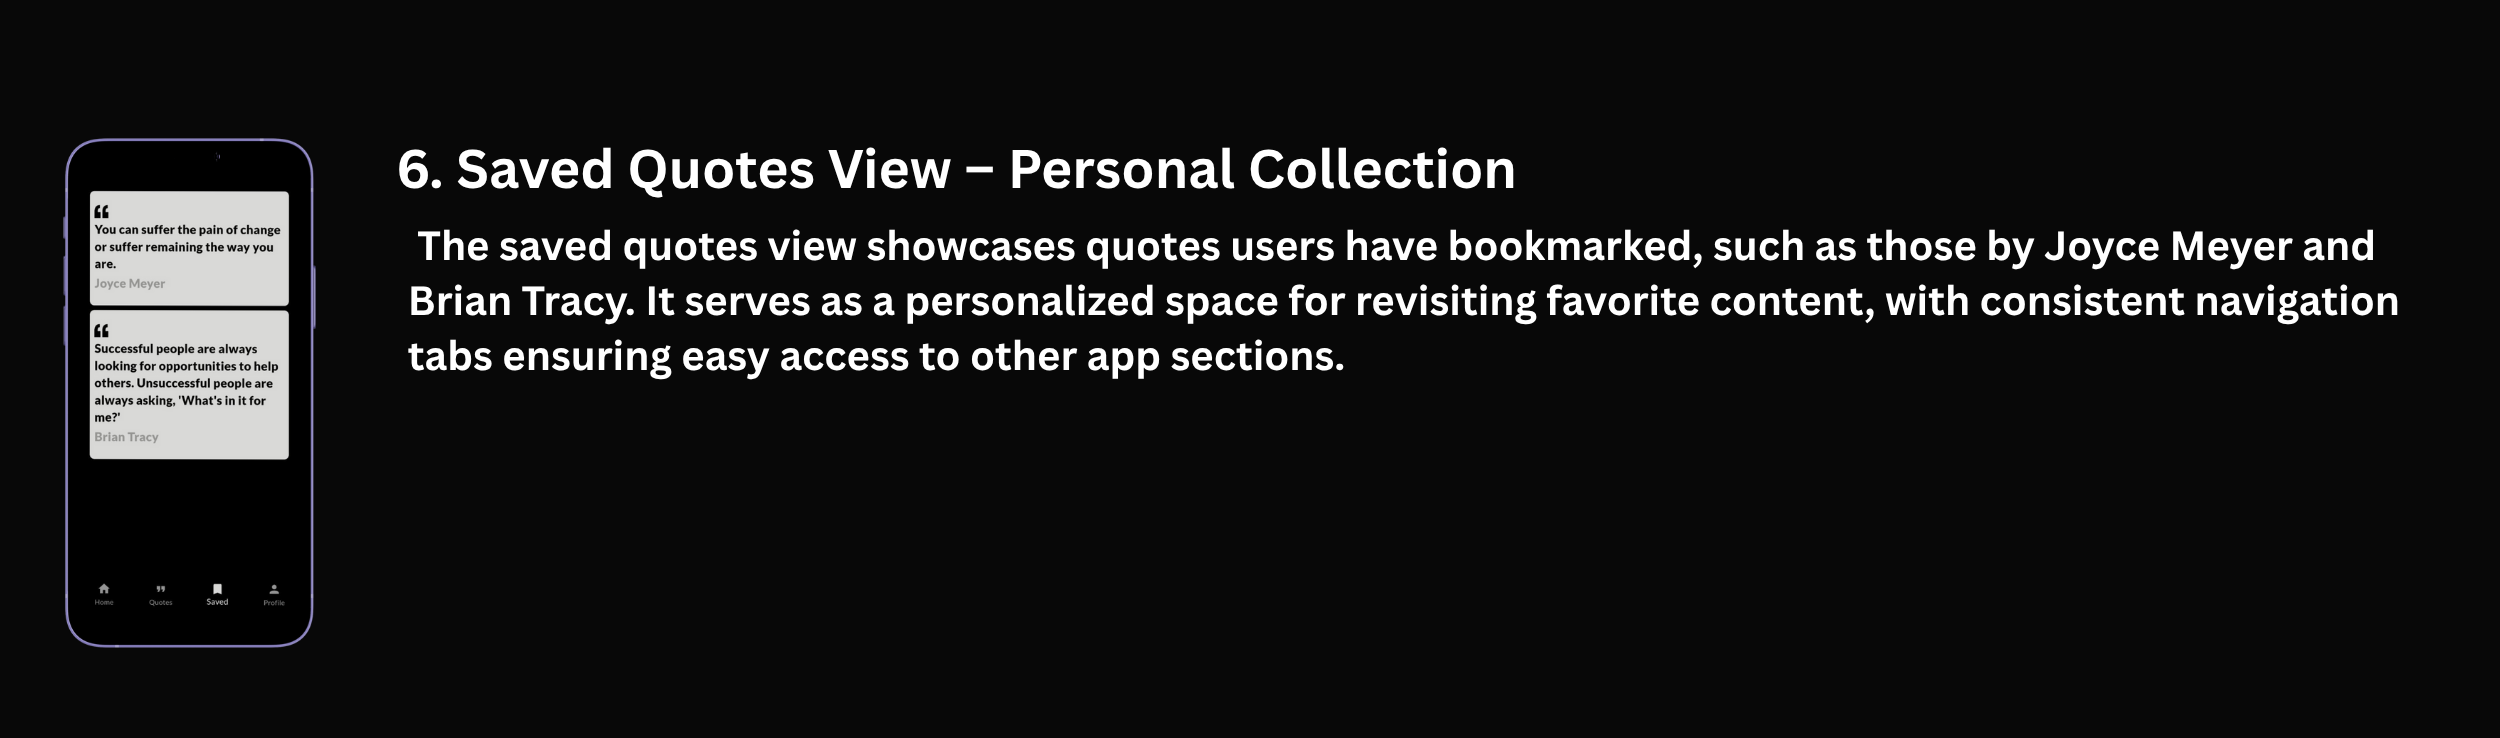 6. Saved Quotes View – Personal Collection
The saved quotes view showcases quotes users have bookmarked, such as those by Joyce Meyer and
Brian Tracy. It serves as a personalized space for revisiting favorite content, with consistent navigation
tabs ensuring easy access to other app sections.
“
You can suffer the pain of change
or suffer remaining the way you
are.
Joyce Meyer
“
Successful people are always
looking for opportunities to help
others. Unsuccessful people are
always asking, 'What's in it for
me?'
Brian Tracy
Home
Quotes
Saved
Profile